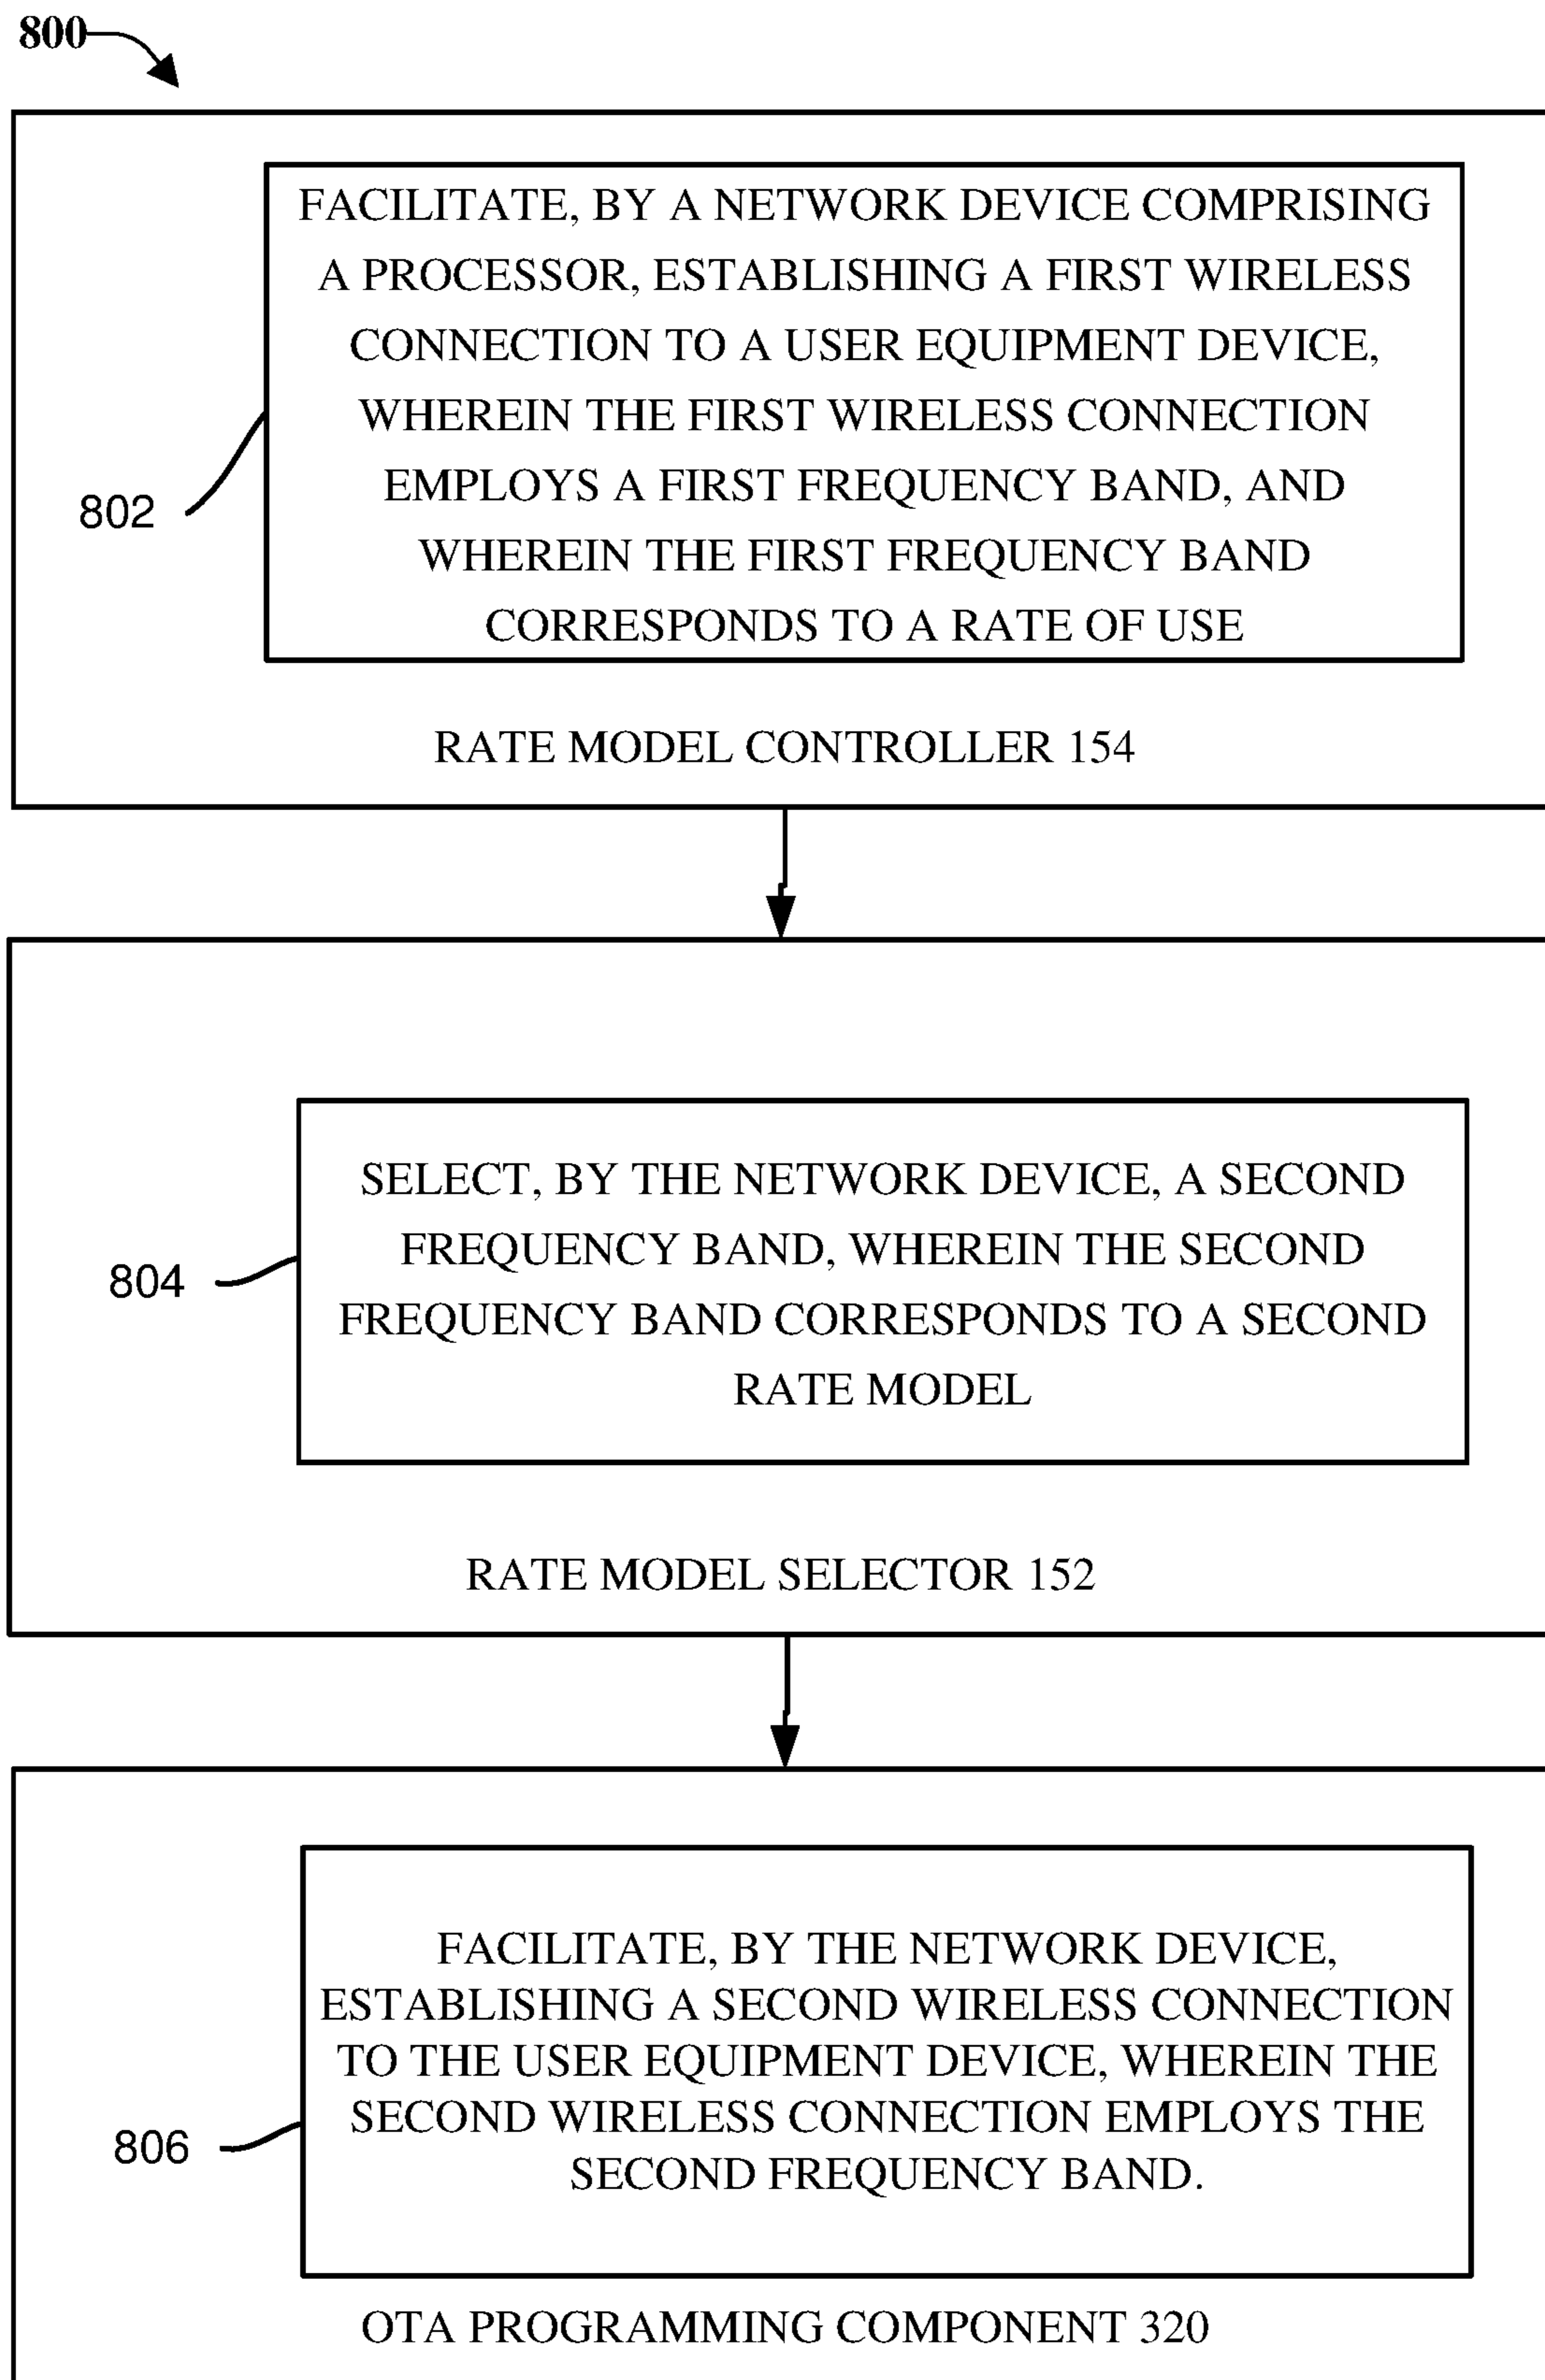 800
FACILITATE, BY A NETWORK DEVICE COMPRISING
A PROCESSOR, ESTABLISHING A FIRST WIRELESS
CONNECTION TO A USER EQUIPMENT DEVICE,
WHEREIN THE FIRST WIRELESS CONNECTION
EMPLOYS A FIRST FREQUENCY BAND, AND
WHEREIN THE FIRST FREQUENCY BAND
CORRESPONDS TO A RATE OF USE
802
RATE MODEL CONTROLLER 154
SELECT, BY THE NETWORK DEVICE, A SECOND
FREQUENCY BAND, WHEREIN THE SECOND
FREQUENCY BAND CORRESPONDS TO A SECOND
RATE MODEL
804
RATE MODEL SELECTOR 152
FACILITATE, BY THE NETWORK DEVICE,
ESTABLISHING A SECOND WIRELESS CONNECTION
TO THE USER EQUIPMENT DEVICE, WHEREIN THE
SECOND WIRELESS CONNECTION EMPLOYS THE
SECOND FREQUENCY BAND.
806
OTA PROGRAMMING COMPONENT 320